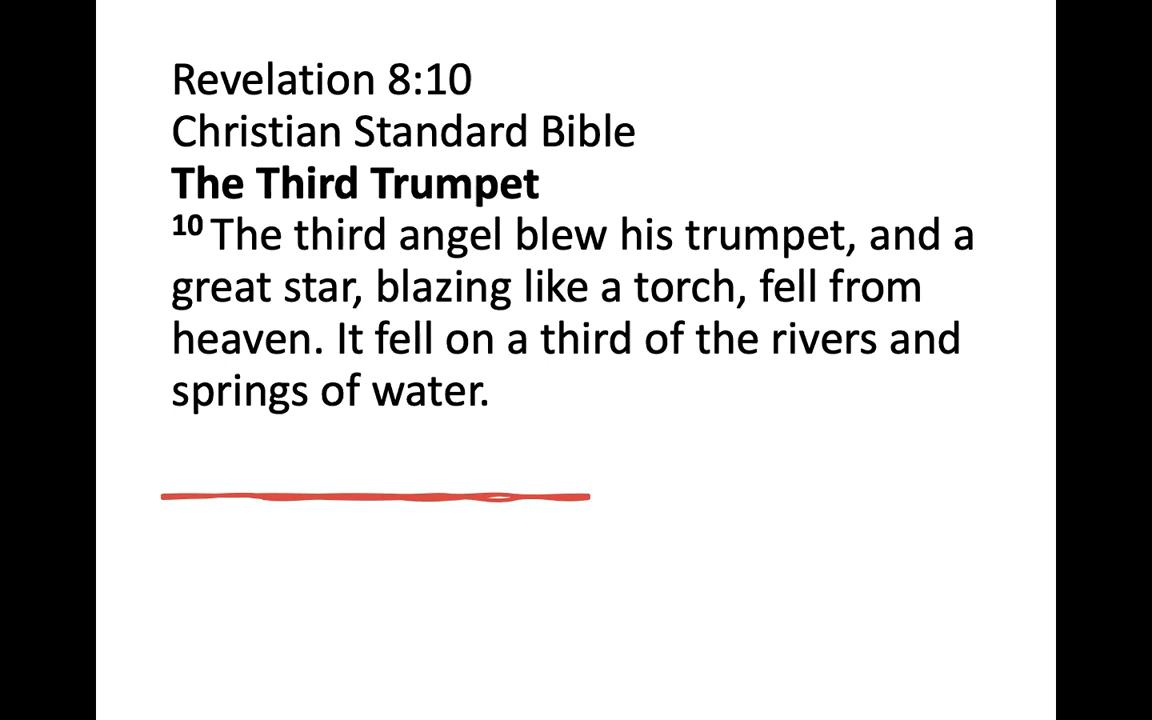 Revelation 8:10
Christian Standard Bible
The Third Trumpet
10 The third angel blew his trumpet, and a
great star, blazing like a torch, fell from
heaven. It fell on a third of the rivers and
springs of water.